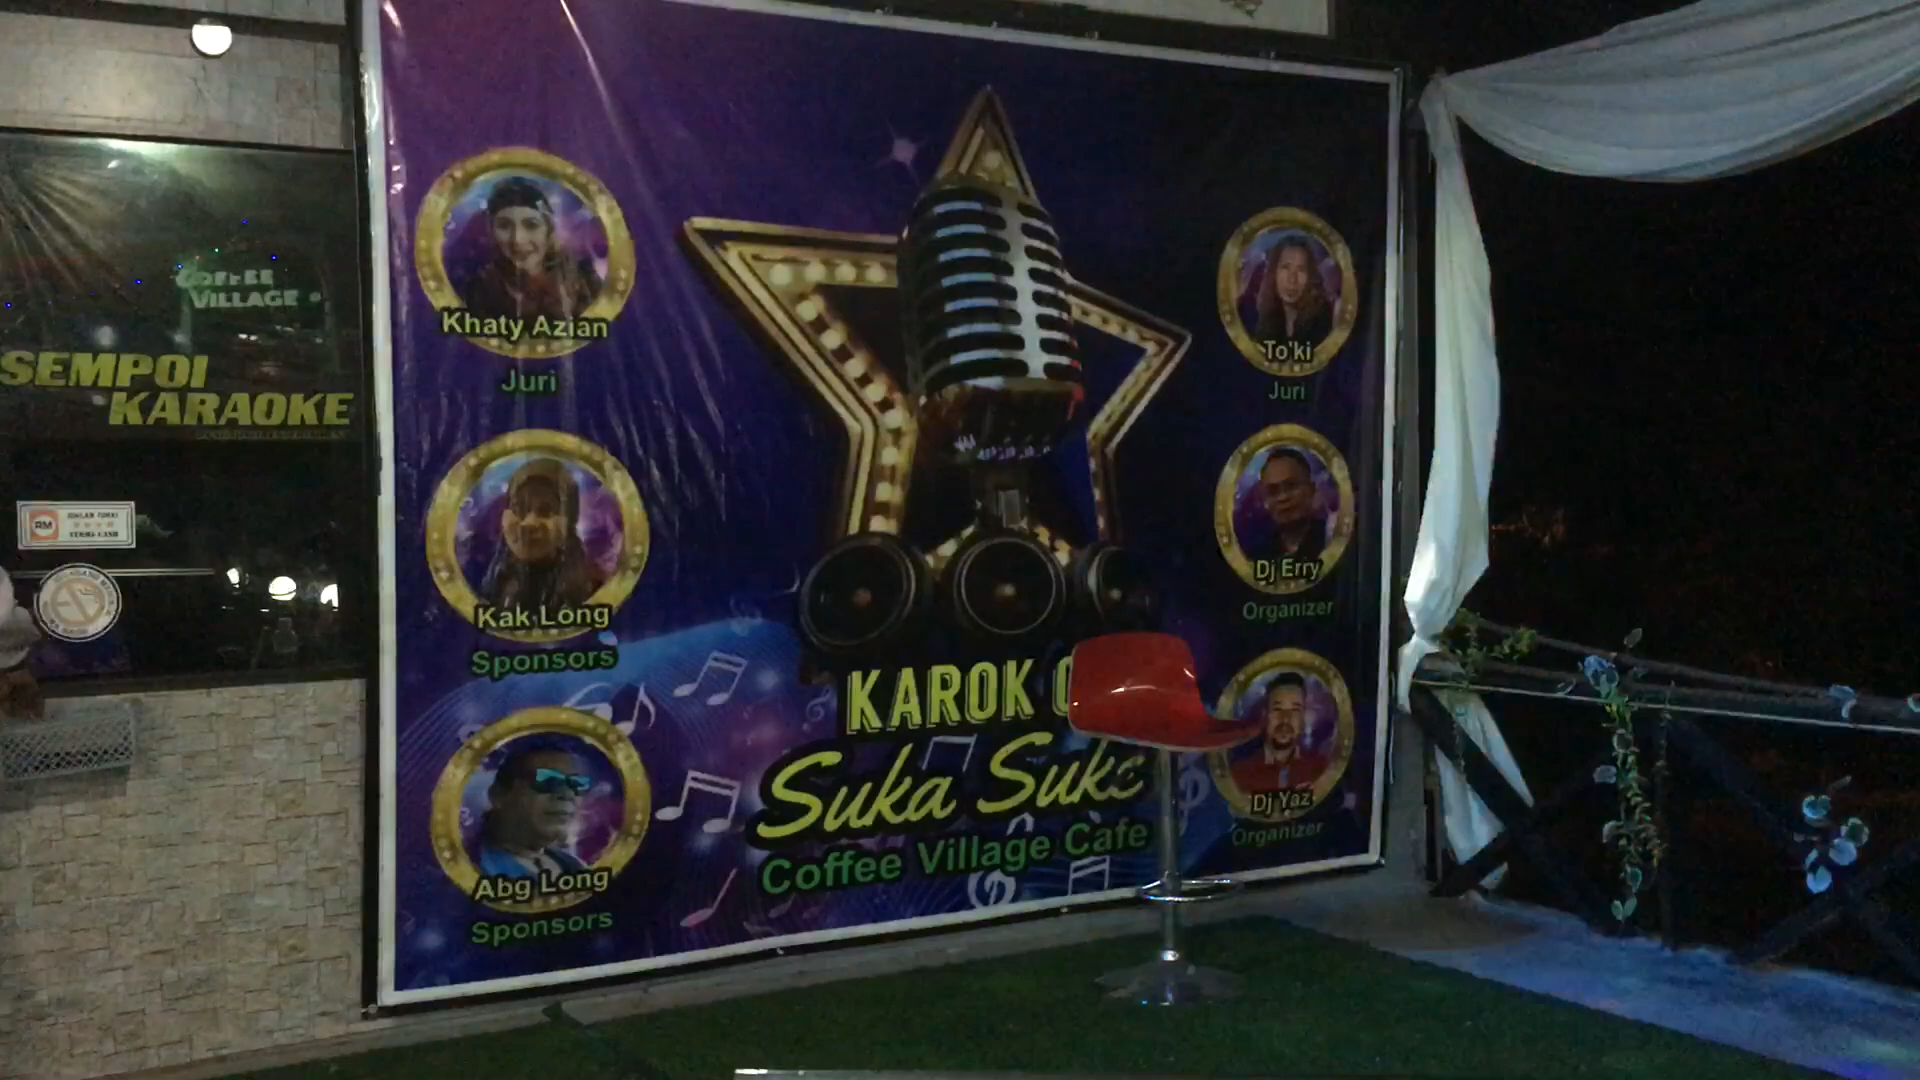 COFFEE
VILLAGE
SEMPOI
KARAOKE
RM
Khaty Azian
Juri
Kak Long
Sponsors
Abg Long
Sponsors
KAROK
Suka
Coffee Village Cafe
To'ki
Juri
Dj Erry
Organizer
Dj Yaz
Organizer